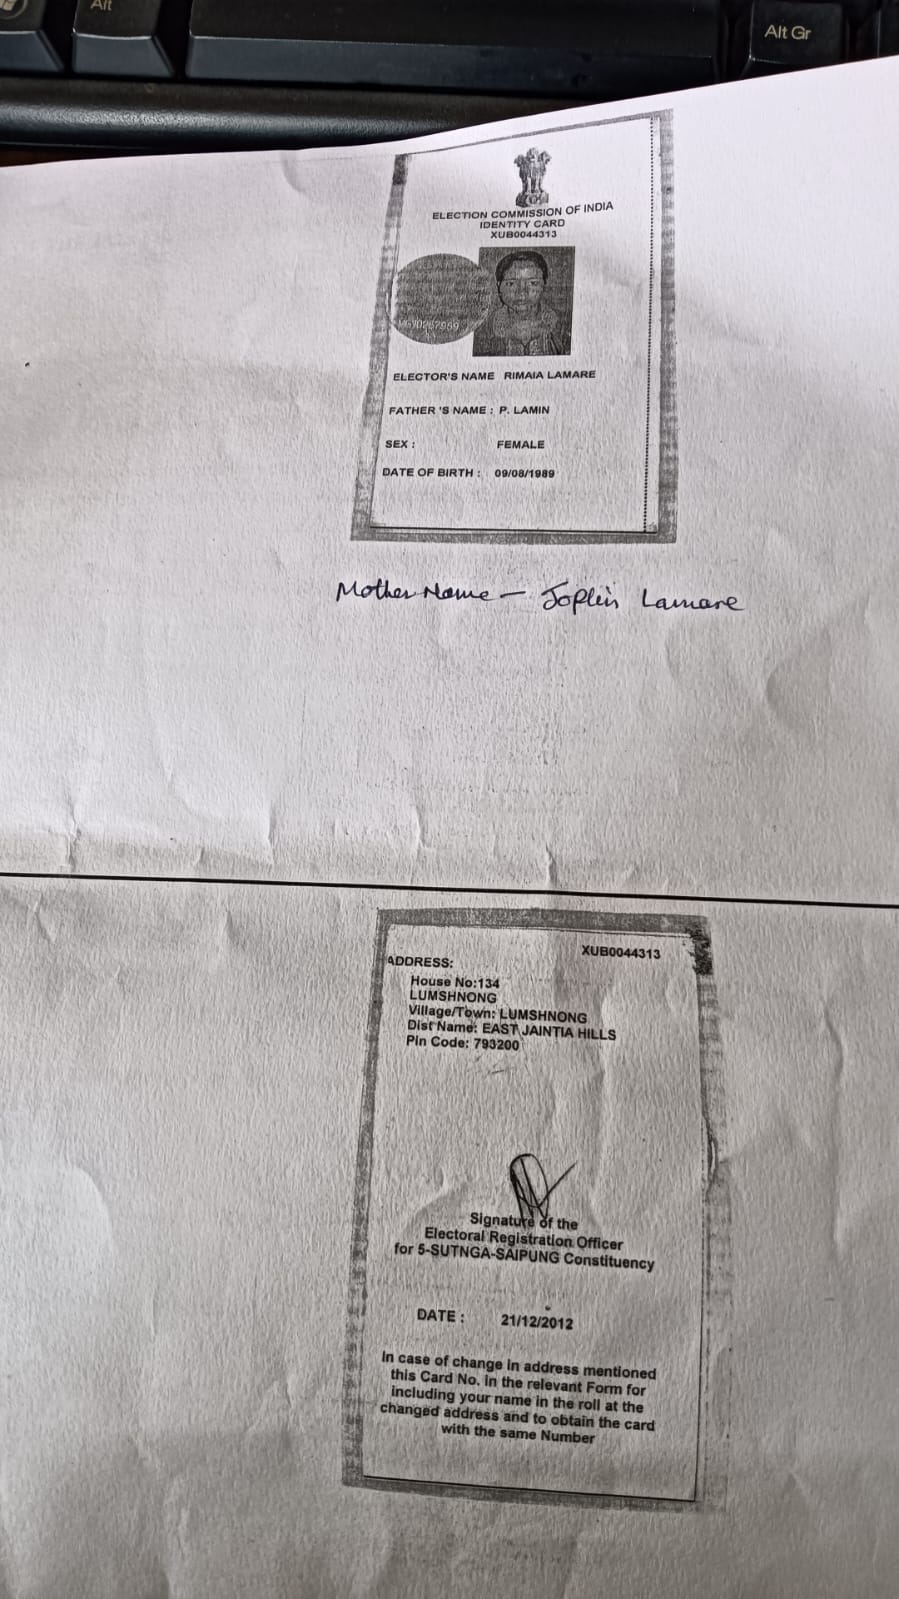 Alt
Alt Gr
ELECTION COMMISSION OF INDIA
IDENTITY CARD
XUB0044313
ELECTOR'S NAME RIMAIA LAMARE
FATHER 'S NAME : P. LAMIN
SEX : FEMALE
DATE OF BIRTH : 09/08/1989
Mother Name - Joplin Lamare
XUB0044313
ADDRESS:
House No:134
LUMSHNONG
Village/Town: LUMSHNONG
Dist Name: EAST JAINTIA HILLS
Pin Code: 793200
Signature of the
Electoral Registration Officer
for 5-SUTNGA-SAIPUNG Constituency
DATE : 21/12/2012
In case of change in address mentioned
this Card No. in the relevant Form for
including your name in the roll at the
changed address and to obtain the card
with the same Number